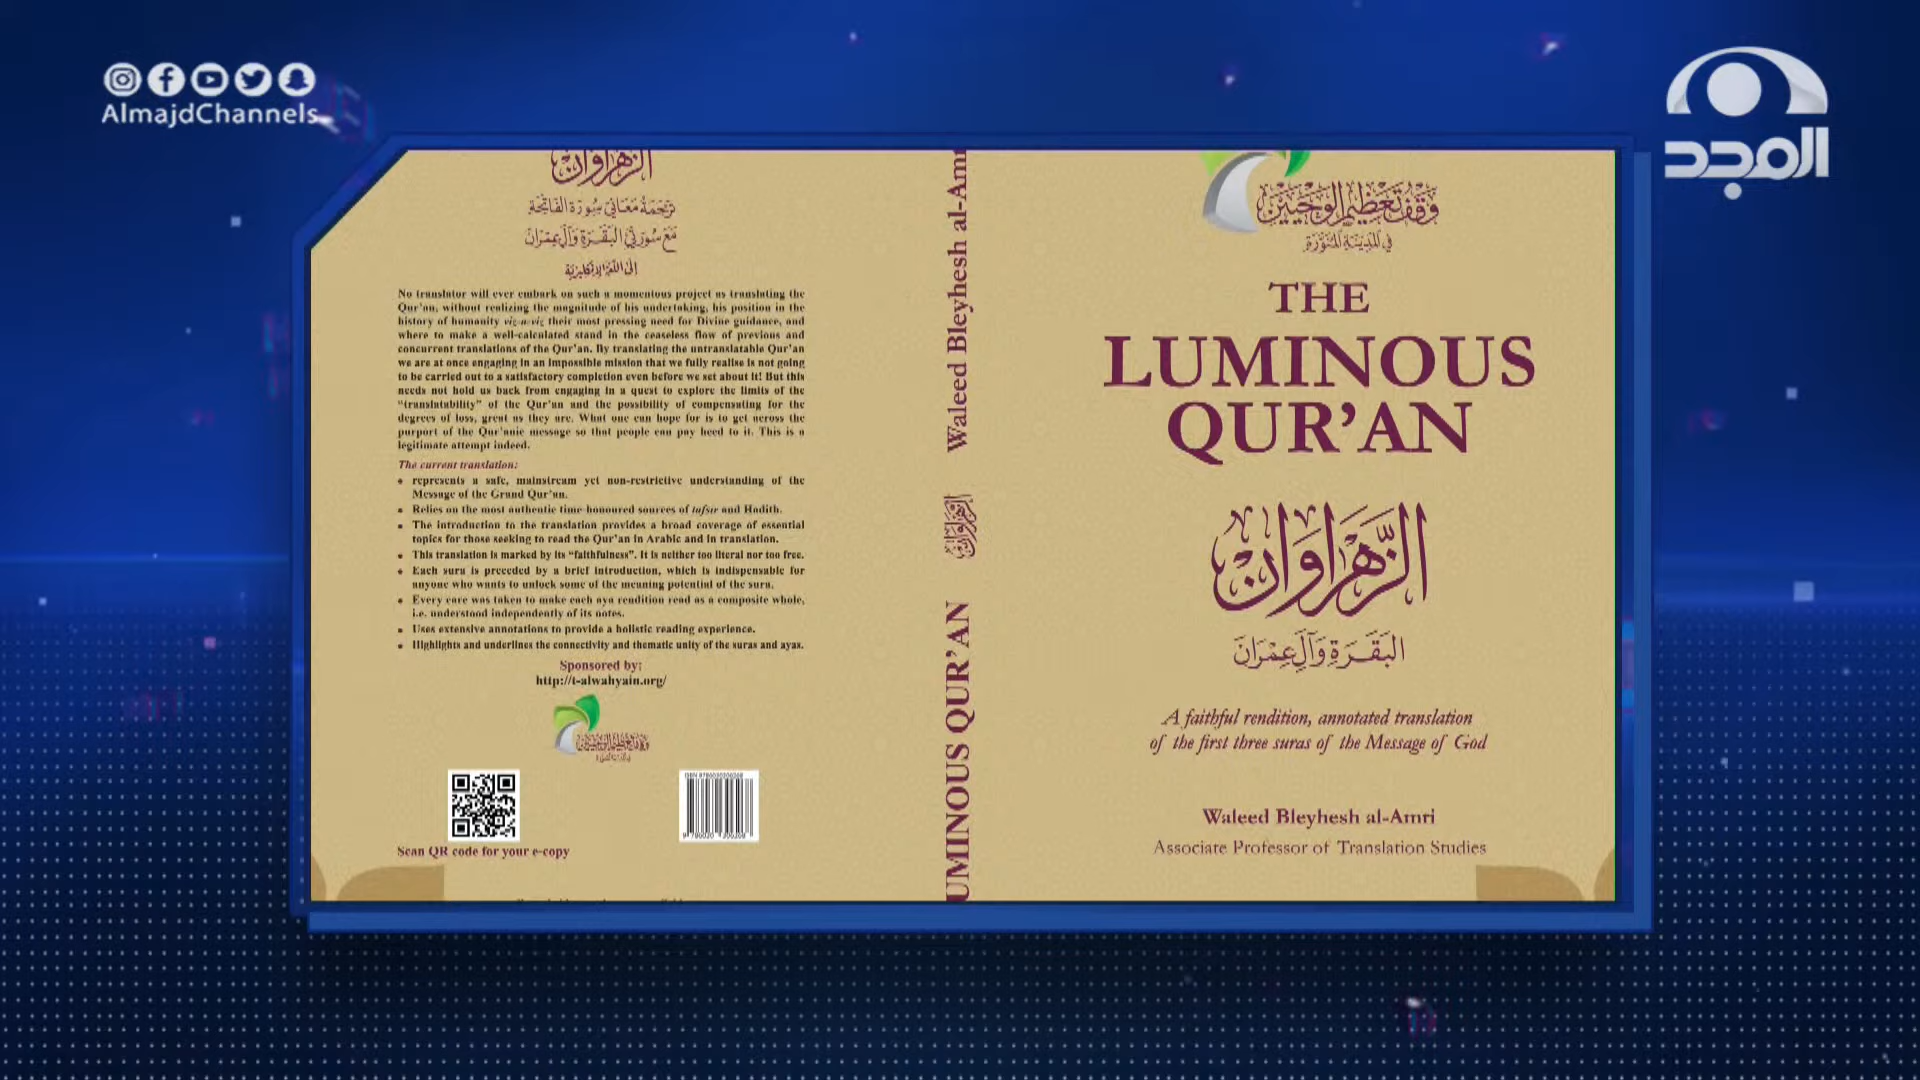 AlmajdChannels
المجد
الزهراوان
ترجمة معاني سورة الفاتحة
مع سورتي البقرة وآل عمران
إلى اللغة الإنكليزية
No translator will ever embark on such a momentous project as translating the
Qur'an, without realizing the magnitude of his undertaking, his position in the
history of humanity viz-a-viz their most pressing need for Divine guidance, and
where to make a well-calculated stand in the ceaseless flow of previous and
concurrent translations of the Qur'an. By translating the untranslatable Qur'an
we are at once engaging in an impossible mission that we fully realise is not going
to be carried out to a satisfactory completion even before we set about it! But this
needs not hold us back from engaging in a quest to explore the limits of the
"translatability" of the Qur'an and the possibility of compensating for the
degrees of loss, great as they are. What one can hope for is to get across the
purport of the Qur'anic message so that people can pay heed to it. This is a
legitimate attempt indeed.
The current translation:
• represents a safe, mainstream yet non-restrictive understanding of the
Message of the Grand Qur'an.
• Relies on the most authentic time-honoured sources of tafsir and Hadith.
• The introduction to the translation provides a broad coverage of essential
topics for those seeking to read the Qur'an in Arabic and in translation.
• This translation is marked by its "faithfulness". It is neither too literal nor too free.
• Each sura is preceded by a brief introduction, which is indispensable for
anyone who wants to unlock some of the meaning potential of the sura.
• Every care was taken to make each aya rendition read as a composite whole,
i.e. understood independently of its notes.
• Uses extensive annotations to provide a holistic reading experience.
• Highlights and underlines the connectivity and thematic unity of the suras and ayas.
Sponsored by:
http://t-alwahyain.org/
وقف تعظيم الوحيين
Scan QR code for your e-copy
Waleed Bleyhesh al-Amri
الزهراوان
UMINOUS QUR'AN
وقف تعظيم الوحيين
في المدينة المنورة
THE
LUMINOUS
QUR'AN
الزَّهْرَاوَان
البَقَرَةِ وَآلِ عِمْرَانَ
A faithful rendition, annotated translation
of the first three suras of the Message of God
Waleed Bleyhesh al-Amri
Associate Professor of Translation Studies